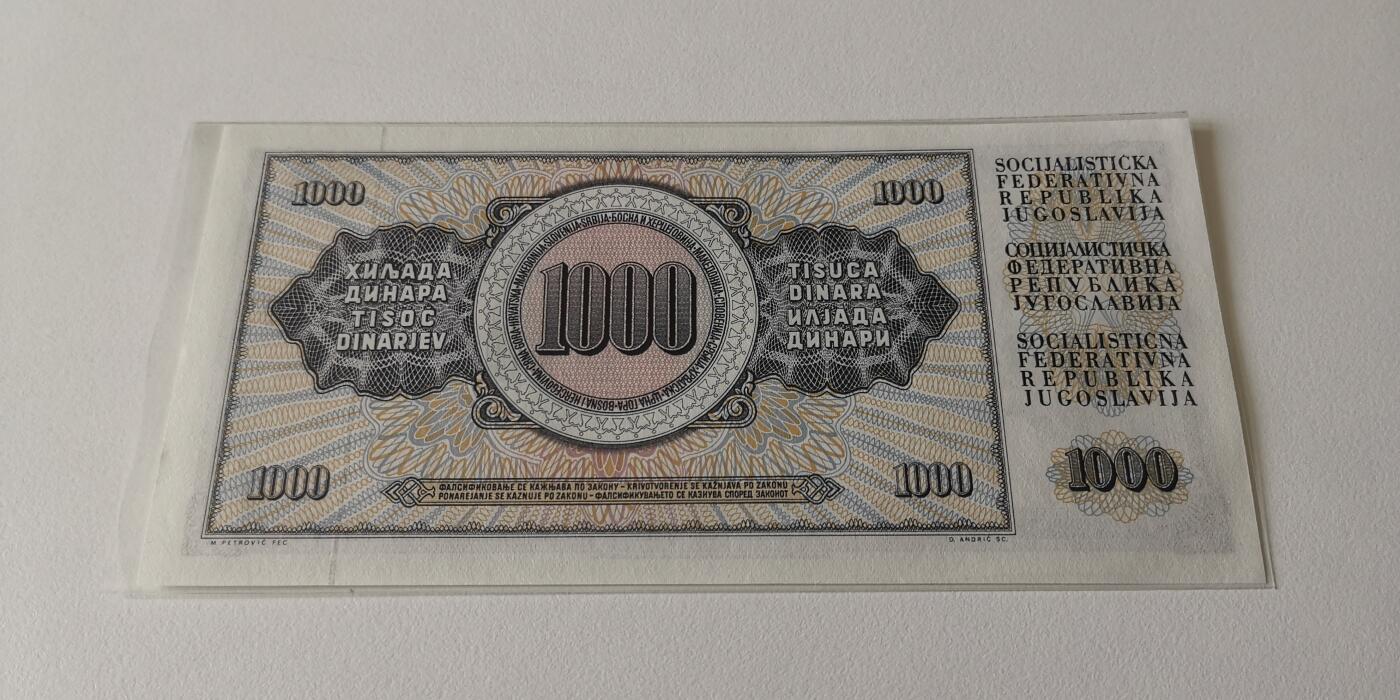 1000
1000
ХИЉАДА
ДИНАРА
TISOČ
DINARJEV
1000
TISUĆA
DINARA
ИЛЈАДА
ДИНАРИ
1000
1000
ФАЛСИФИКОВАЊЕ СЕ КАЖЊАВА ПО ЗАКОНУ – KRIVOTVORENJE SE KAŽNJAVA PO ZAKONU
PONAREJANJE SE KAZNUJE PO ZAKONU – ФАЛСИФИКУВАЊЕТО СЕ КАЗНУВА СПОРЕД ЗАКОНОТ
M. PETROVIĆ FEC.
D. ANDRIĆ SC.
SOCIJALISTIČKA
FEDERATIVNA
REPUBLIKA
JUGOSLAVIJA
СОЦИЈАЛИСТИЧКА
ФЕДЕРАТИВНА
РЕПУБЛИКА
ЈУГОСЛАВИЈА
SOCIALISTIČNA
FEDERATIVNA
REPUBLIKA
JUGOSLAVIJA
1000